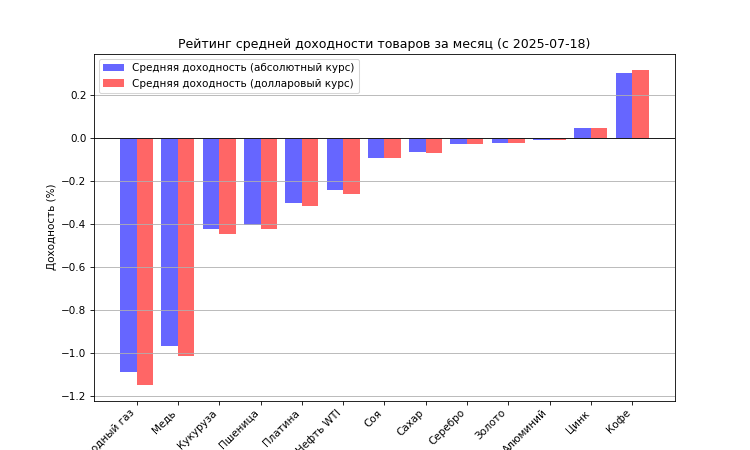 Рейтинг средней доходности товаров за месяц (с 2025-07-18)
Средняя доходность (абсолютный курс)
Средняя доходность (долларовый курс)
Доходность (%)
0.2
0.0
−0.2
−0.4
−0.6
−0.8
−1.0
−1.2
одный газ
Медь
Кукуруза
Пшеница
Платина
Нефть WTI
Соя
Сахар
Серебро
Золото
Алюминий
Цинк
Кофе